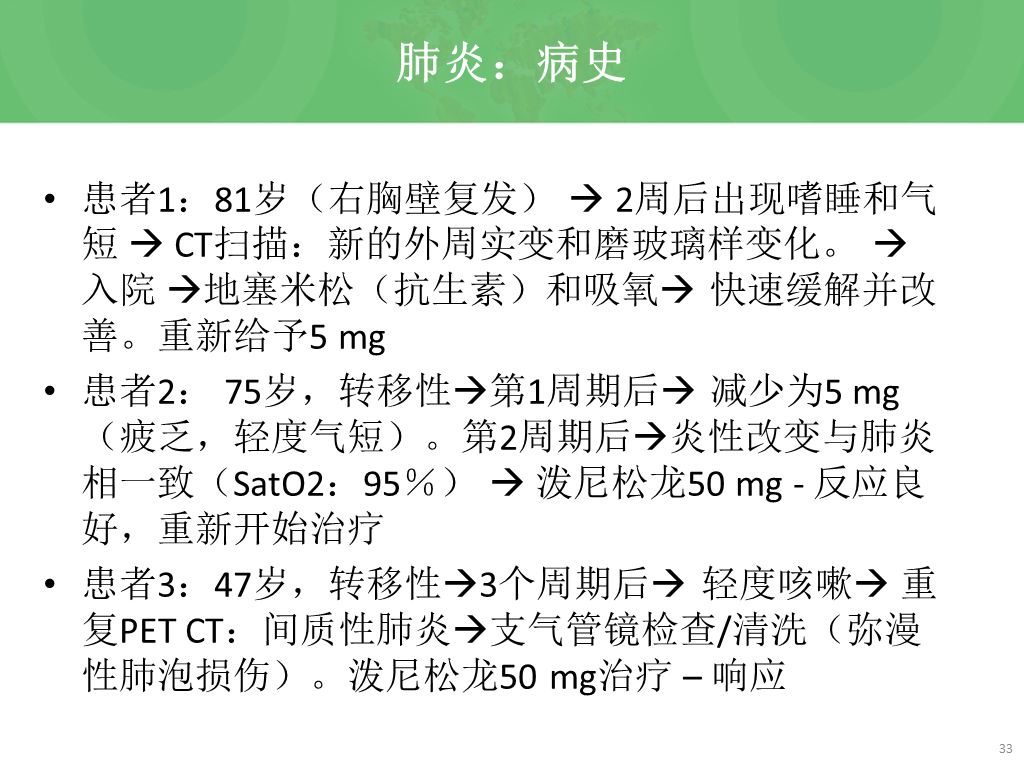 肺炎：病史
• 患者1：81岁（右胸壁复发） → 2周后出现嗜睡和气
短 → CT扫描：新的外周实变和磨玻璃样变化。 →
入院 →地塞米松（抗生素）和吸氧→ 快速缓解并改
善。重新给予5 mg
• 患者2： 75岁，转移性→第1周期后→ 减少为5 mg
（疲乏，轻度气短）。第2周期后→炎性改变与肺炎
相一致（SatO2：95％） → 泼尼松龙50 mg - 反应良
好，重新开始治疗
• 患者3：47岁，转移性→3个周期后→ 轻度咳嗽→ 重
复PET CT：间质性肺炎→支气管镜检查/清洗（弥漫
性肺泡损伤）。泼尼松龙50 mg治疗 – 响应
33